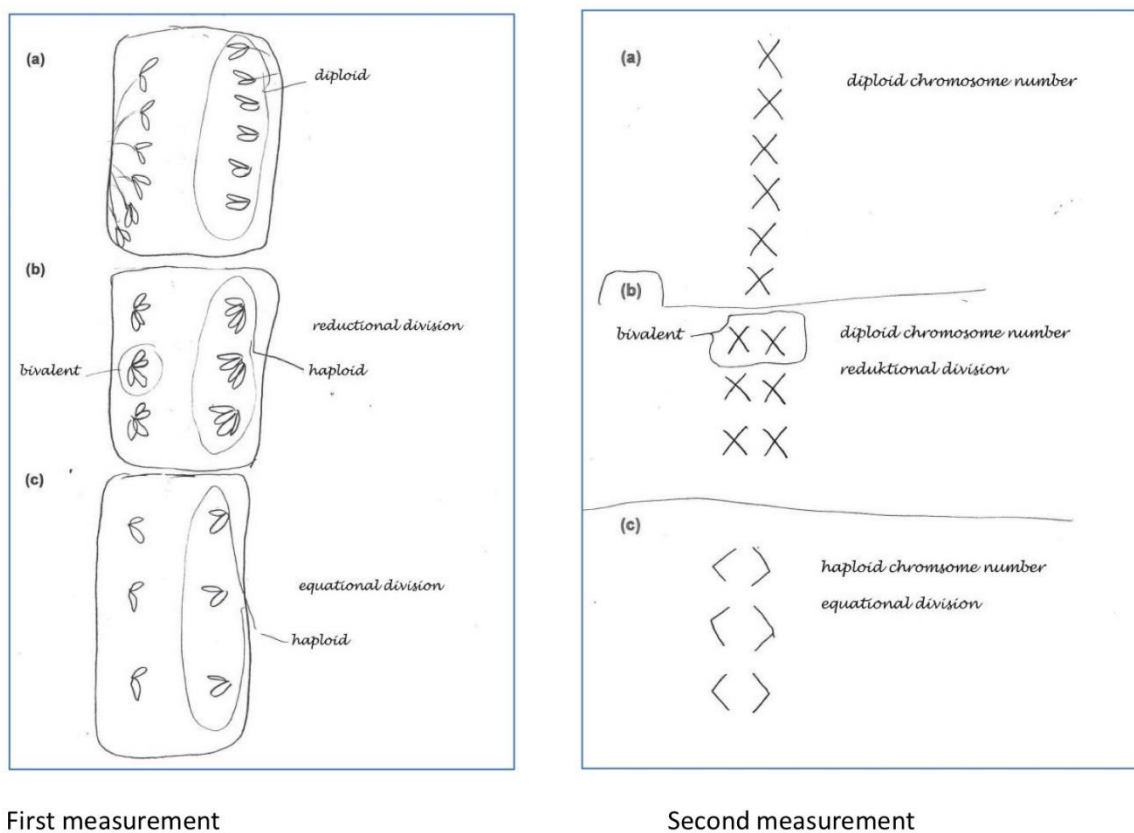 (a)
diploid
(b)
reductional division
bivalent
haploid
(c)
equational division
haploid
First measurement
(a)
diploid chromosome number
(b)
bivalent
diploid chromosome number
reduktional division
(c)
haploid chromsome number
equational division
Second measurement